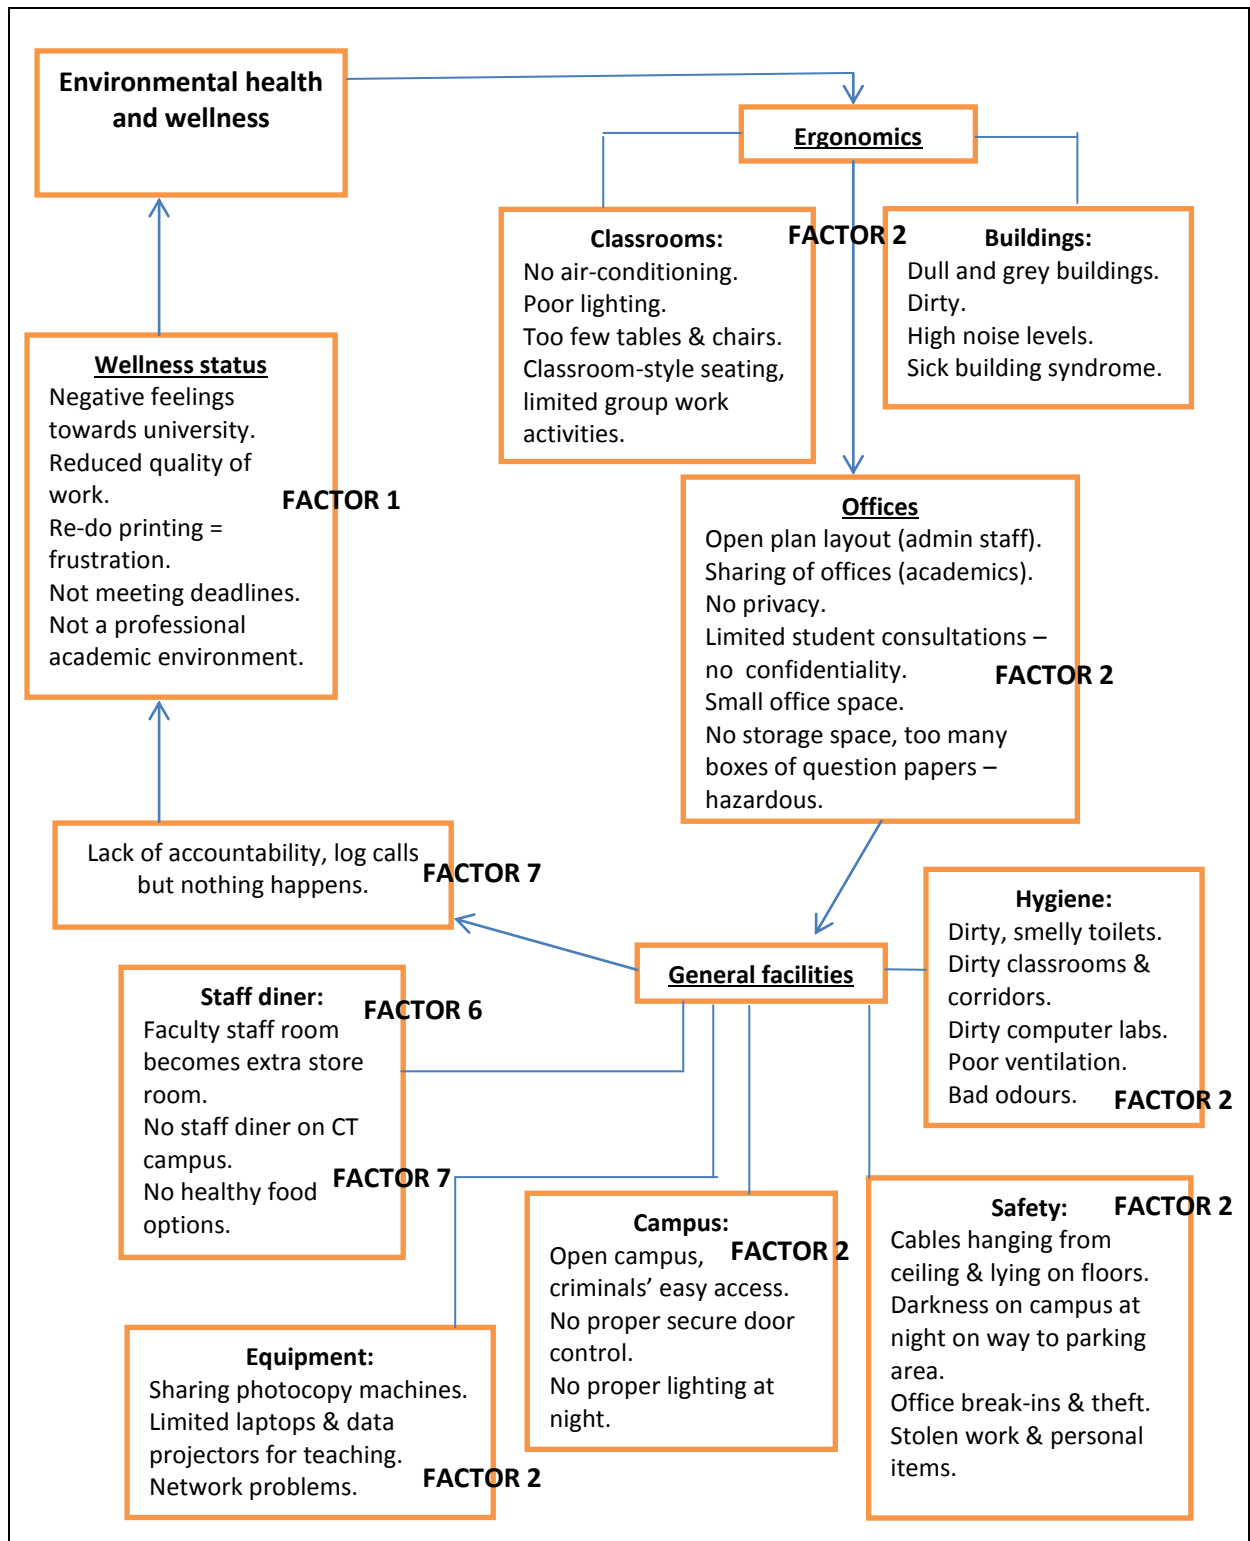 Environmental health
and wellness
Ergonomics
Classrooms:
No air-conditioning.
Poor lighting.
Too few tables & chairs.
Classroom-style seating,
limited group work
activities.
FACTOR 2
Buildings:
Dull and grey buildings.
Dirty.
High noise levels.
Sick building syndrome.
Wellness status
Negative feelings
towards university.
Reduced quality of
work.
Re-do printing =
frustration.
Not meeting deadlines.
Not a professional
academic environment.
FACTOR 1
Offices
Open plan layout (admin staff).
Sharing of offices (academics).
No privacy.
Limited student consultations –
no  confidentiality.
Small office space.
No storage space, too many
boxes of question papers –
hazardous.
FACTOR 2
Lack of accountability, log calls
but nothing happens.
FACTOR 7
General facilities
Hygiene:
Dirty, smelly toilets.
Dirty classrooms &
corridors.
Dirty computer labs.
Poor ventilation.
Bad odours.
FACTOR 2
Staff diner:
Faculty staff room
becomes extra store
room.
No staff diner on CT
campus.
No healthy food
options.
FACTOR 6
FACTOR 7
Campus:
Open campus,
criminals’ easy access.
No proper secure door
control.
No proper lighting at
night.
FACTOR 2
Safety:
Cables hanging from
ceiling & lying on floors.
Darkness on campus at
night on way to parking
area.
Office break-ins & theft.
Stolen work & personal
items.
FACTOR 2
Equipment:
Sharing photocopy machines.
Limited laptops & data
projectors for teaching.
Network problems.
FACTOR 2